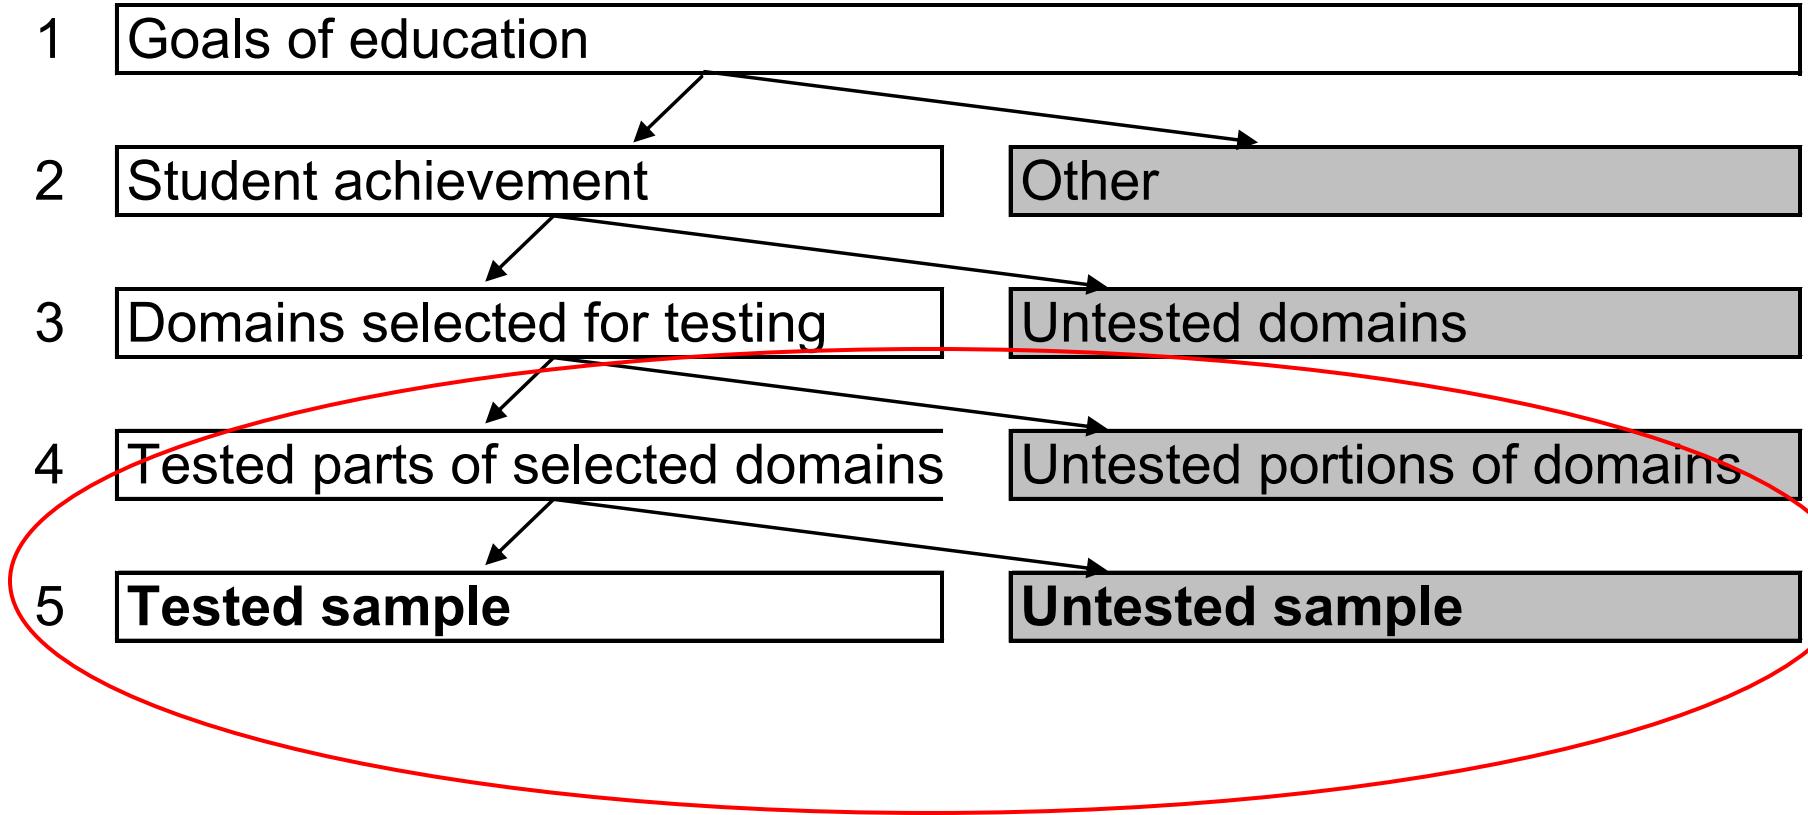 1 Goals of education
2 Student achievement Other
3 Domains selected for testing Untested domains
4 Tested parts of selected domains Untested portions of domains
5 Tested sample Untested sample